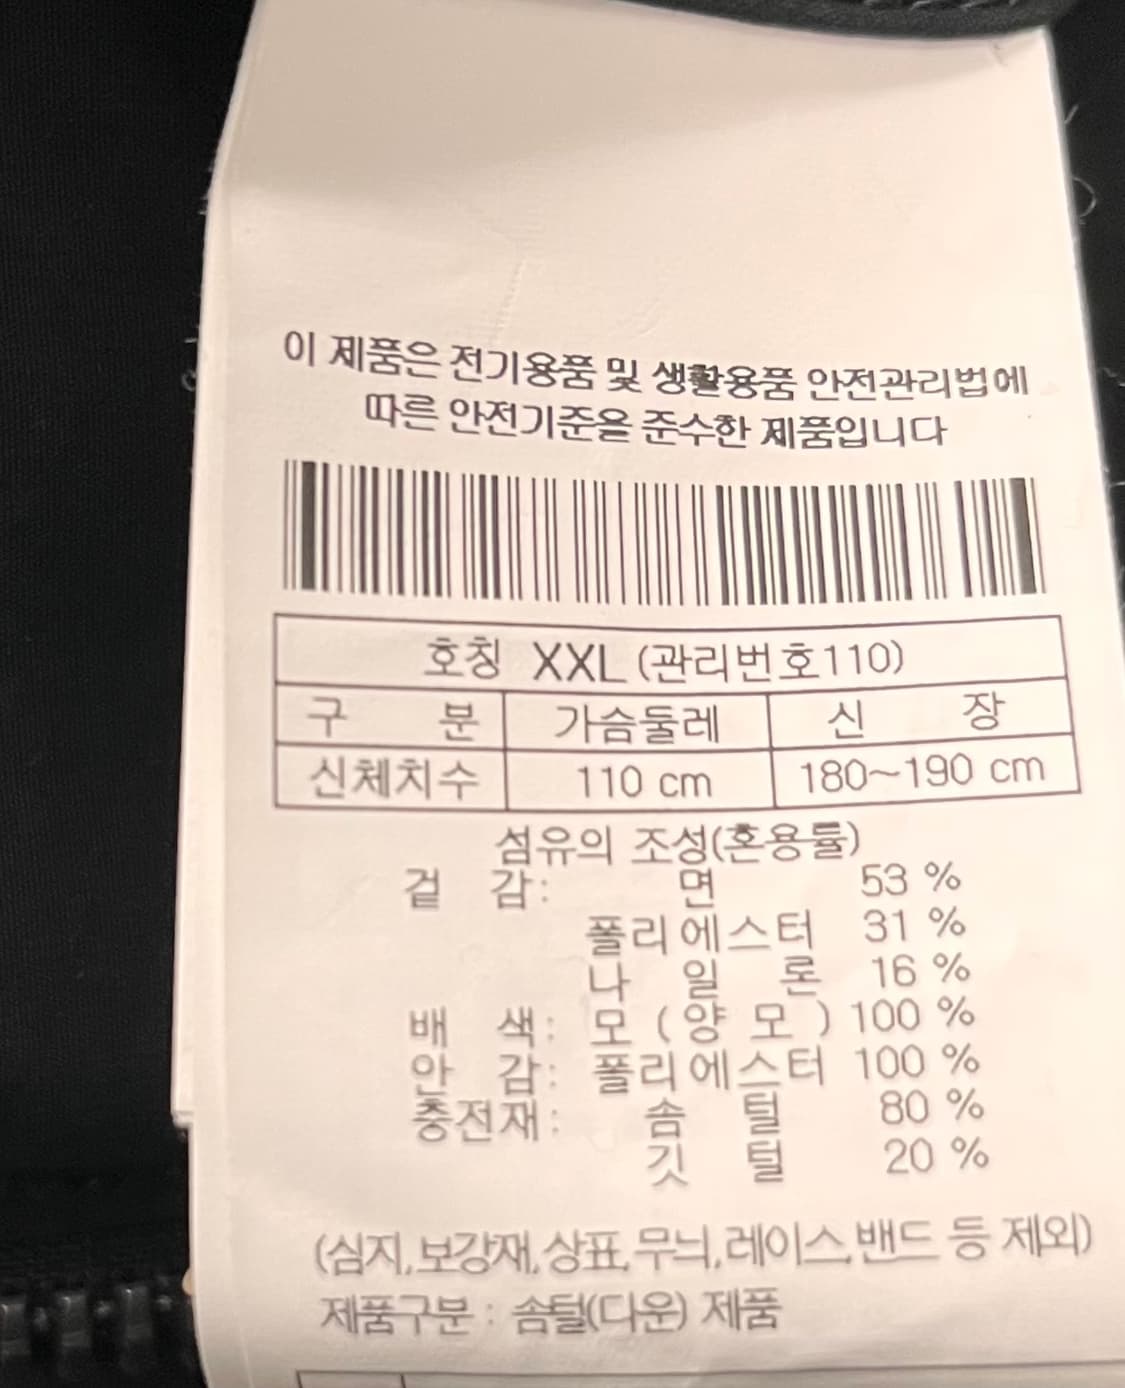 이 제품은 전기용품 및 생활용품 안전관리법에
따른 안전기준을 준수한 제품입니다
호칭 XXL (관리번호110)
구 분 가슴둘레 신 장
신체치수 110 cm 180~190 cm
섬유의 조성(혼용률)
겉 감: 면 53 %
폴리에스터 31 %
나 일 론 16 %
배 색: 모 ( 양 모 ) 100 %
안 감: 폴리에스터 100 %
충전재: 솜 털 80 %
깃 털 20 %
(심지,보강재,상표,무늬,레이스,밴드 등 제외)
제품구분 : 솜털(다운) 제품